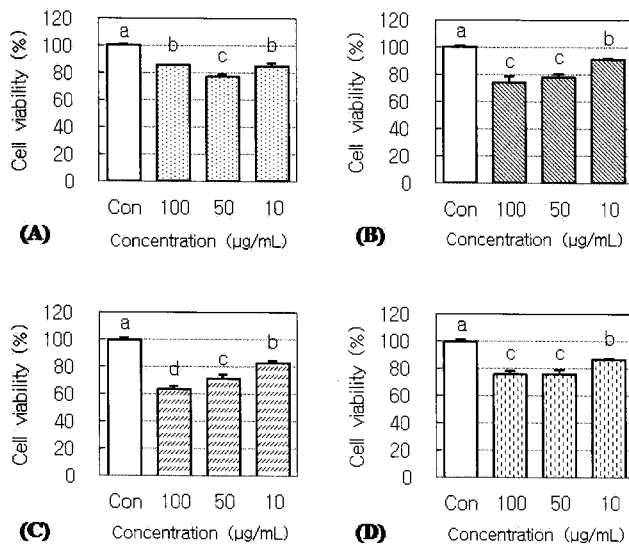 120
100
80
60
40
20
0
Cell viability (%)
a
b
c
b
Con 100 50 10
(A) Concentration (μg/mL)
120
100
80
60
40
20
0
Cell viability (%)
a
c
c
b
Con 100 50 10
(B) Concentration (μg/mL)
120
100
80
60
40
20
0
Cell viability (%)
a
d
c
b
Con 100 50 10
(C) Concentration (μg/mL)
120
100
80
60
40
20
0
Cell viability (%)
a
c
c
b
Con 100 50 10
(D) Concentration (μg/mL)